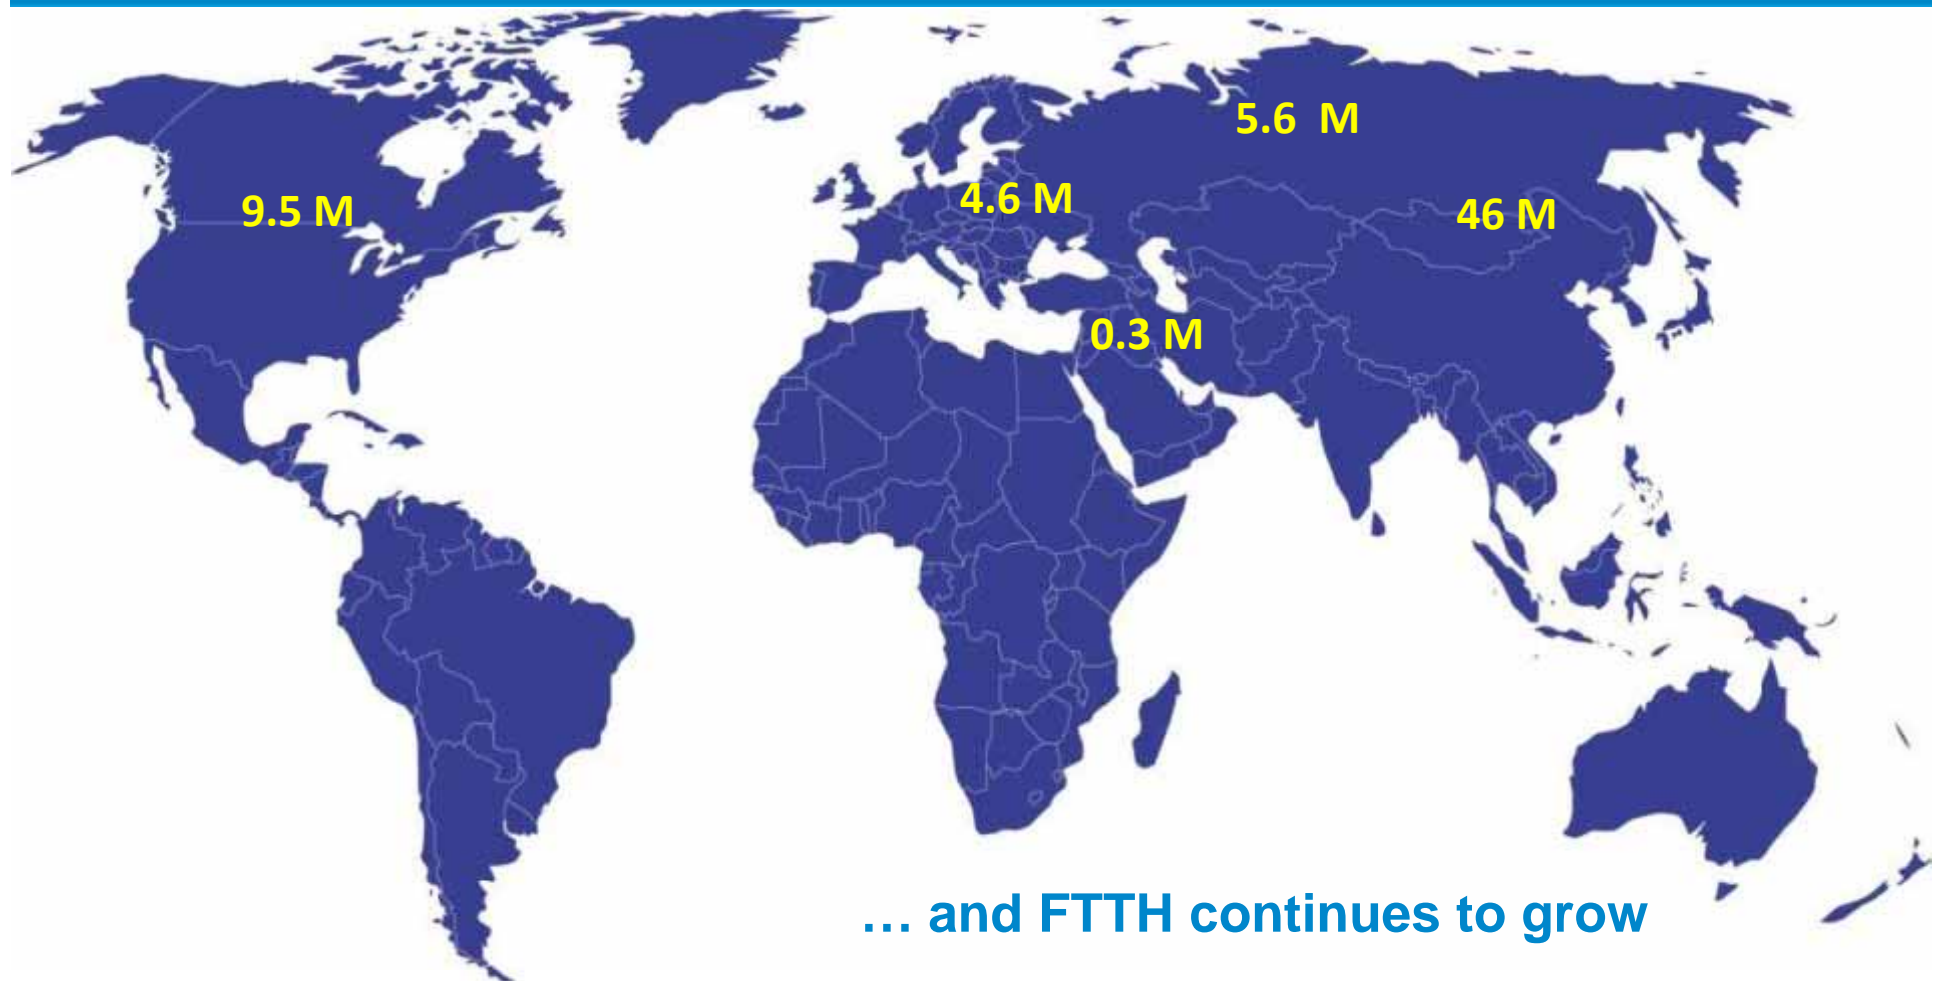 5.6 M
9.5 M
4.6 M
46 M
0.3 M
… and FTTH continues to grow